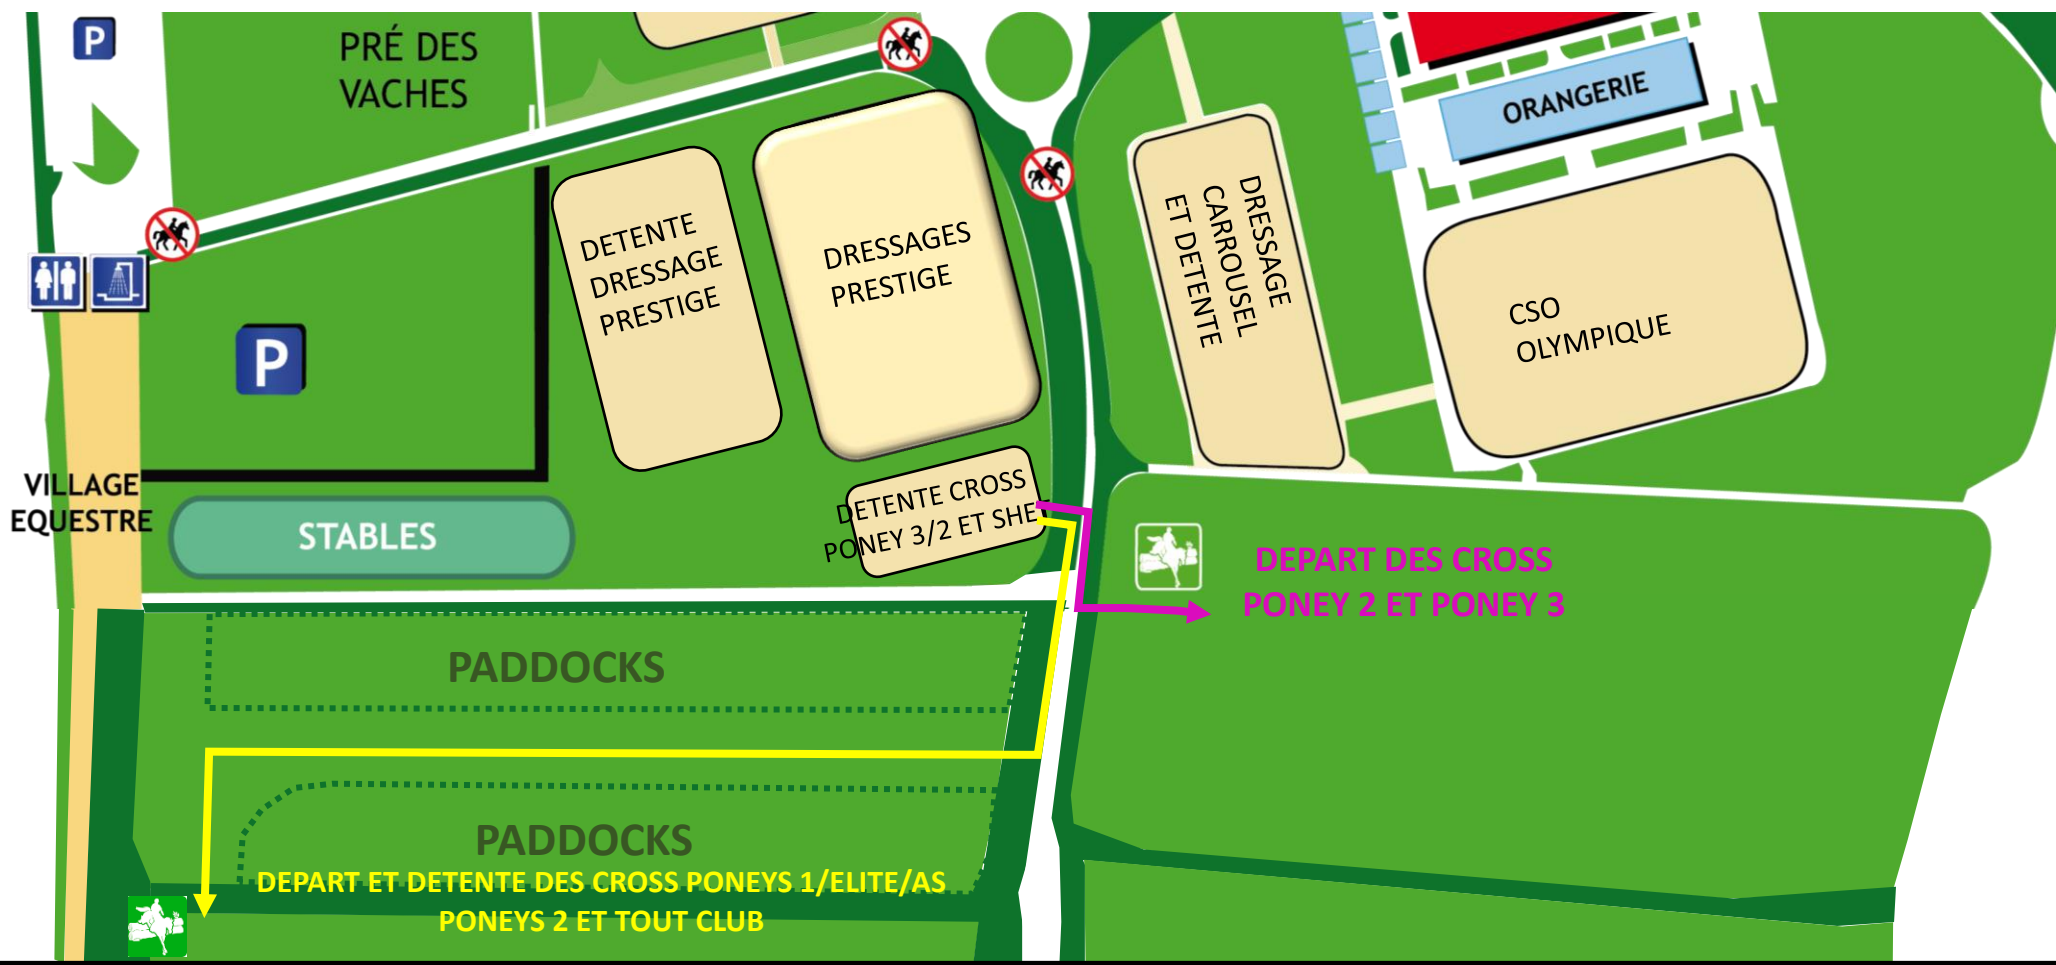 P
PRÉ DES
VACHES
ORANGERIE
DETENTE
DRESSAGE
PRESTIGE
DRESSAGES
PRESTIGE
DRESSAGE
CARROUSEL
ET DETENTE
CSO
OLYMPIQUE
P
VILLAGE
EQUESTRE
STABLES
DETENTE CROSS
PONEY 3/2 ET SHET
DEPART DES CROSS
PONEY 2 ET PONEY 3
PADDOCKS
PADDOCKS
DEPART ET DETENTE DES CROSS PONEYS 1/ELITE/AS
PONEYS 2 ET TOUT CLUB